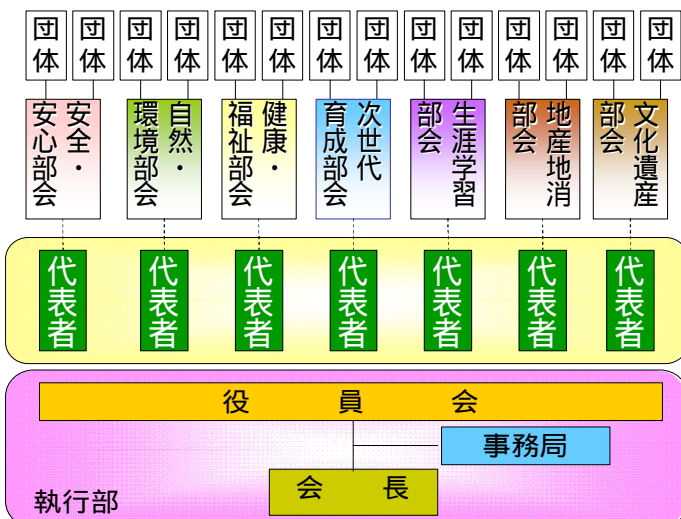 団体 団体 団体 団体 団体 団体 団体 団体 団体 団体 団体 団体 団体 団体
安全・
安心部会
自然・
環境部会
健康・
福祉部会
次世代
育成部会
生涯学習
部会
地産地消
部会
文化遺産
部会
代表者 代表者 代表者 代表者 代表者 代表者 代表者
役員会
事務局
会長
執行部